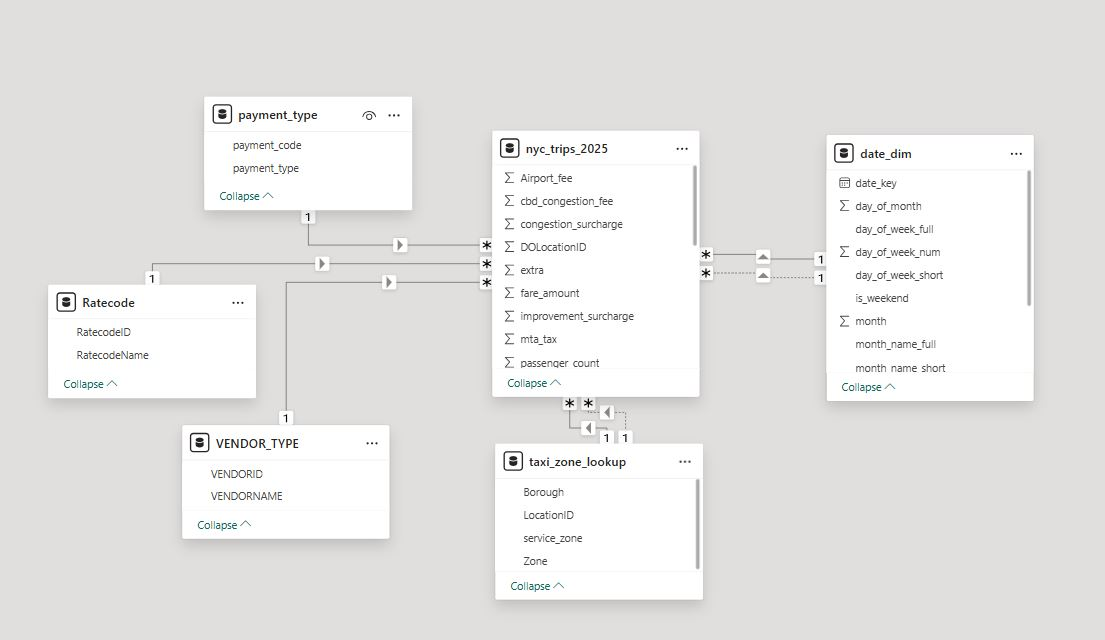 payment_type
payment_code
payment_type
Collapse
1
*
*
*
Ratecode
1
RatecodeID
RatecodeName
Collapse
VENDOR_TYPE
1
VENDORID
VENDORNAME
Collapse
nyc_trips_2025
Airport_fee
cbd_congestion_fee
congestion_surcharge
DOLocationID
extra
fare_amount
improvement_surcharge
mta_tax
passenger_count
Collapse
*
*
1
1
date_dim
date_key
day_of_month
day_of_week_full
day_of_week_num
day_of_week_short
is_weekend
month
month_name_full
month_name_short
Collapse
* *
1 1
taxi_zone_lookup
Borough
LocationID
service_zone
Zone
Collapse